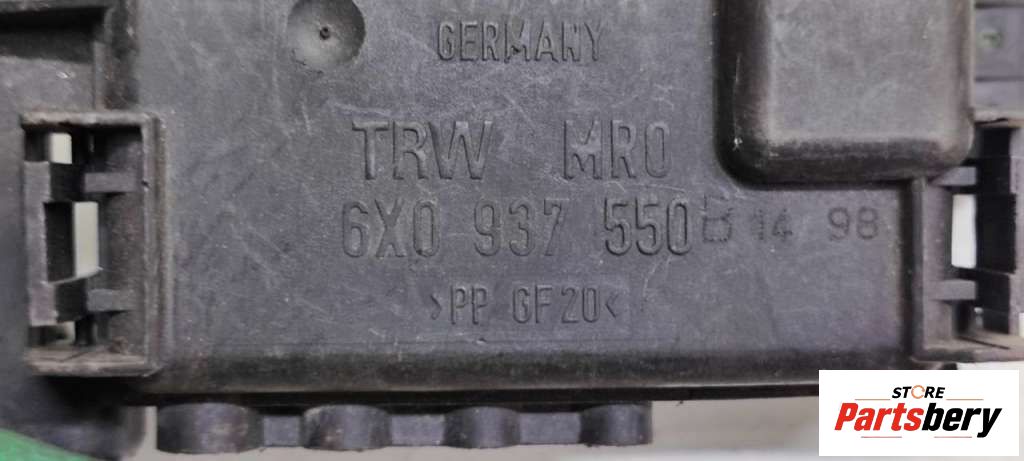 GERMANY
TRW MRO
6X0 937 550 B 14 98
>PP GF20<
STORE
Partsbery